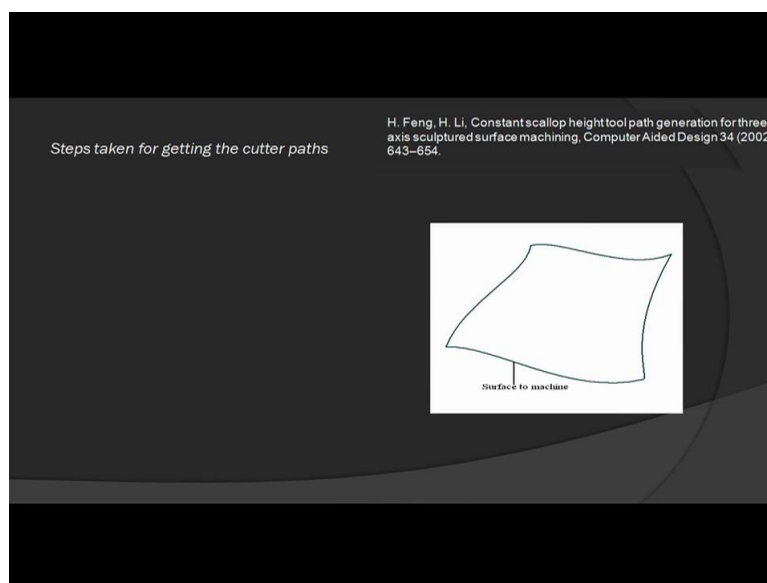 Steps taken for getting the cutter paths
H. Feng, H. Li, Constant scallop height tool path generation for three
axis sculptured surface machining, Computer Aided Design 34 (2002
643–654.
Surface to machine